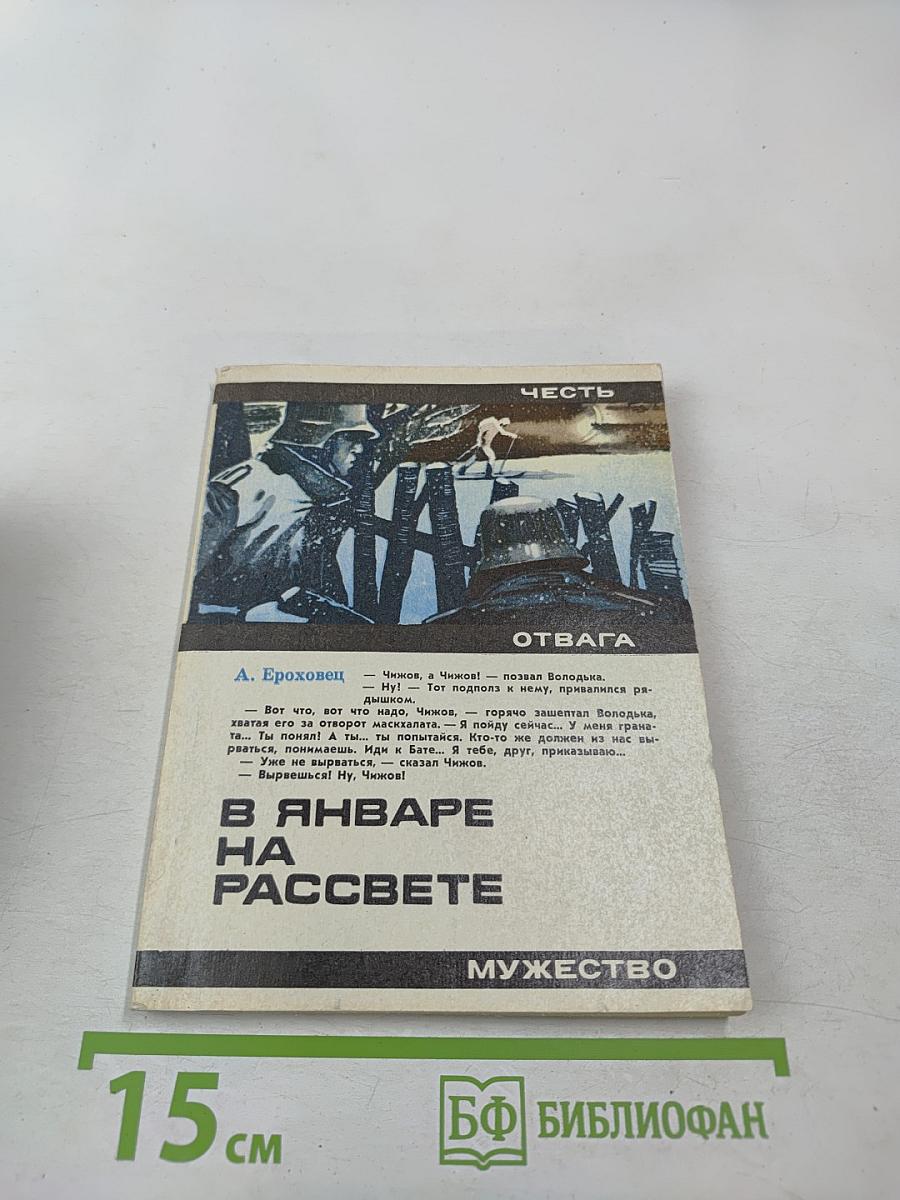 ЧЕСТЬ
ОТВАГА
А. Ероховец
— Чижов, а Чижов! — позвал Володька.
— Ну! — Тот подполз к нему, привалился ря-
дышком.
— Вот что, вот что надо, Чижов, — горячо зашептал Володька,
хватая его за отворот маскхалата. — Я пойду сейчас... У меня грана-
та... Ты понял! А ты... ты попытайся. Кто-то же должен из нас вы-
рваться, понимаешь. Иди к Бате... Я тебе, друг, приказываю...
— Уже не вырваться, — сказал Чижов.
— Вырвешься! Ну, Чижов!
В ЯНВАРЕ
НА
РАССВЕТЕ
МУЖЕСТВО
15 см
БФ БИБЛИОФАН